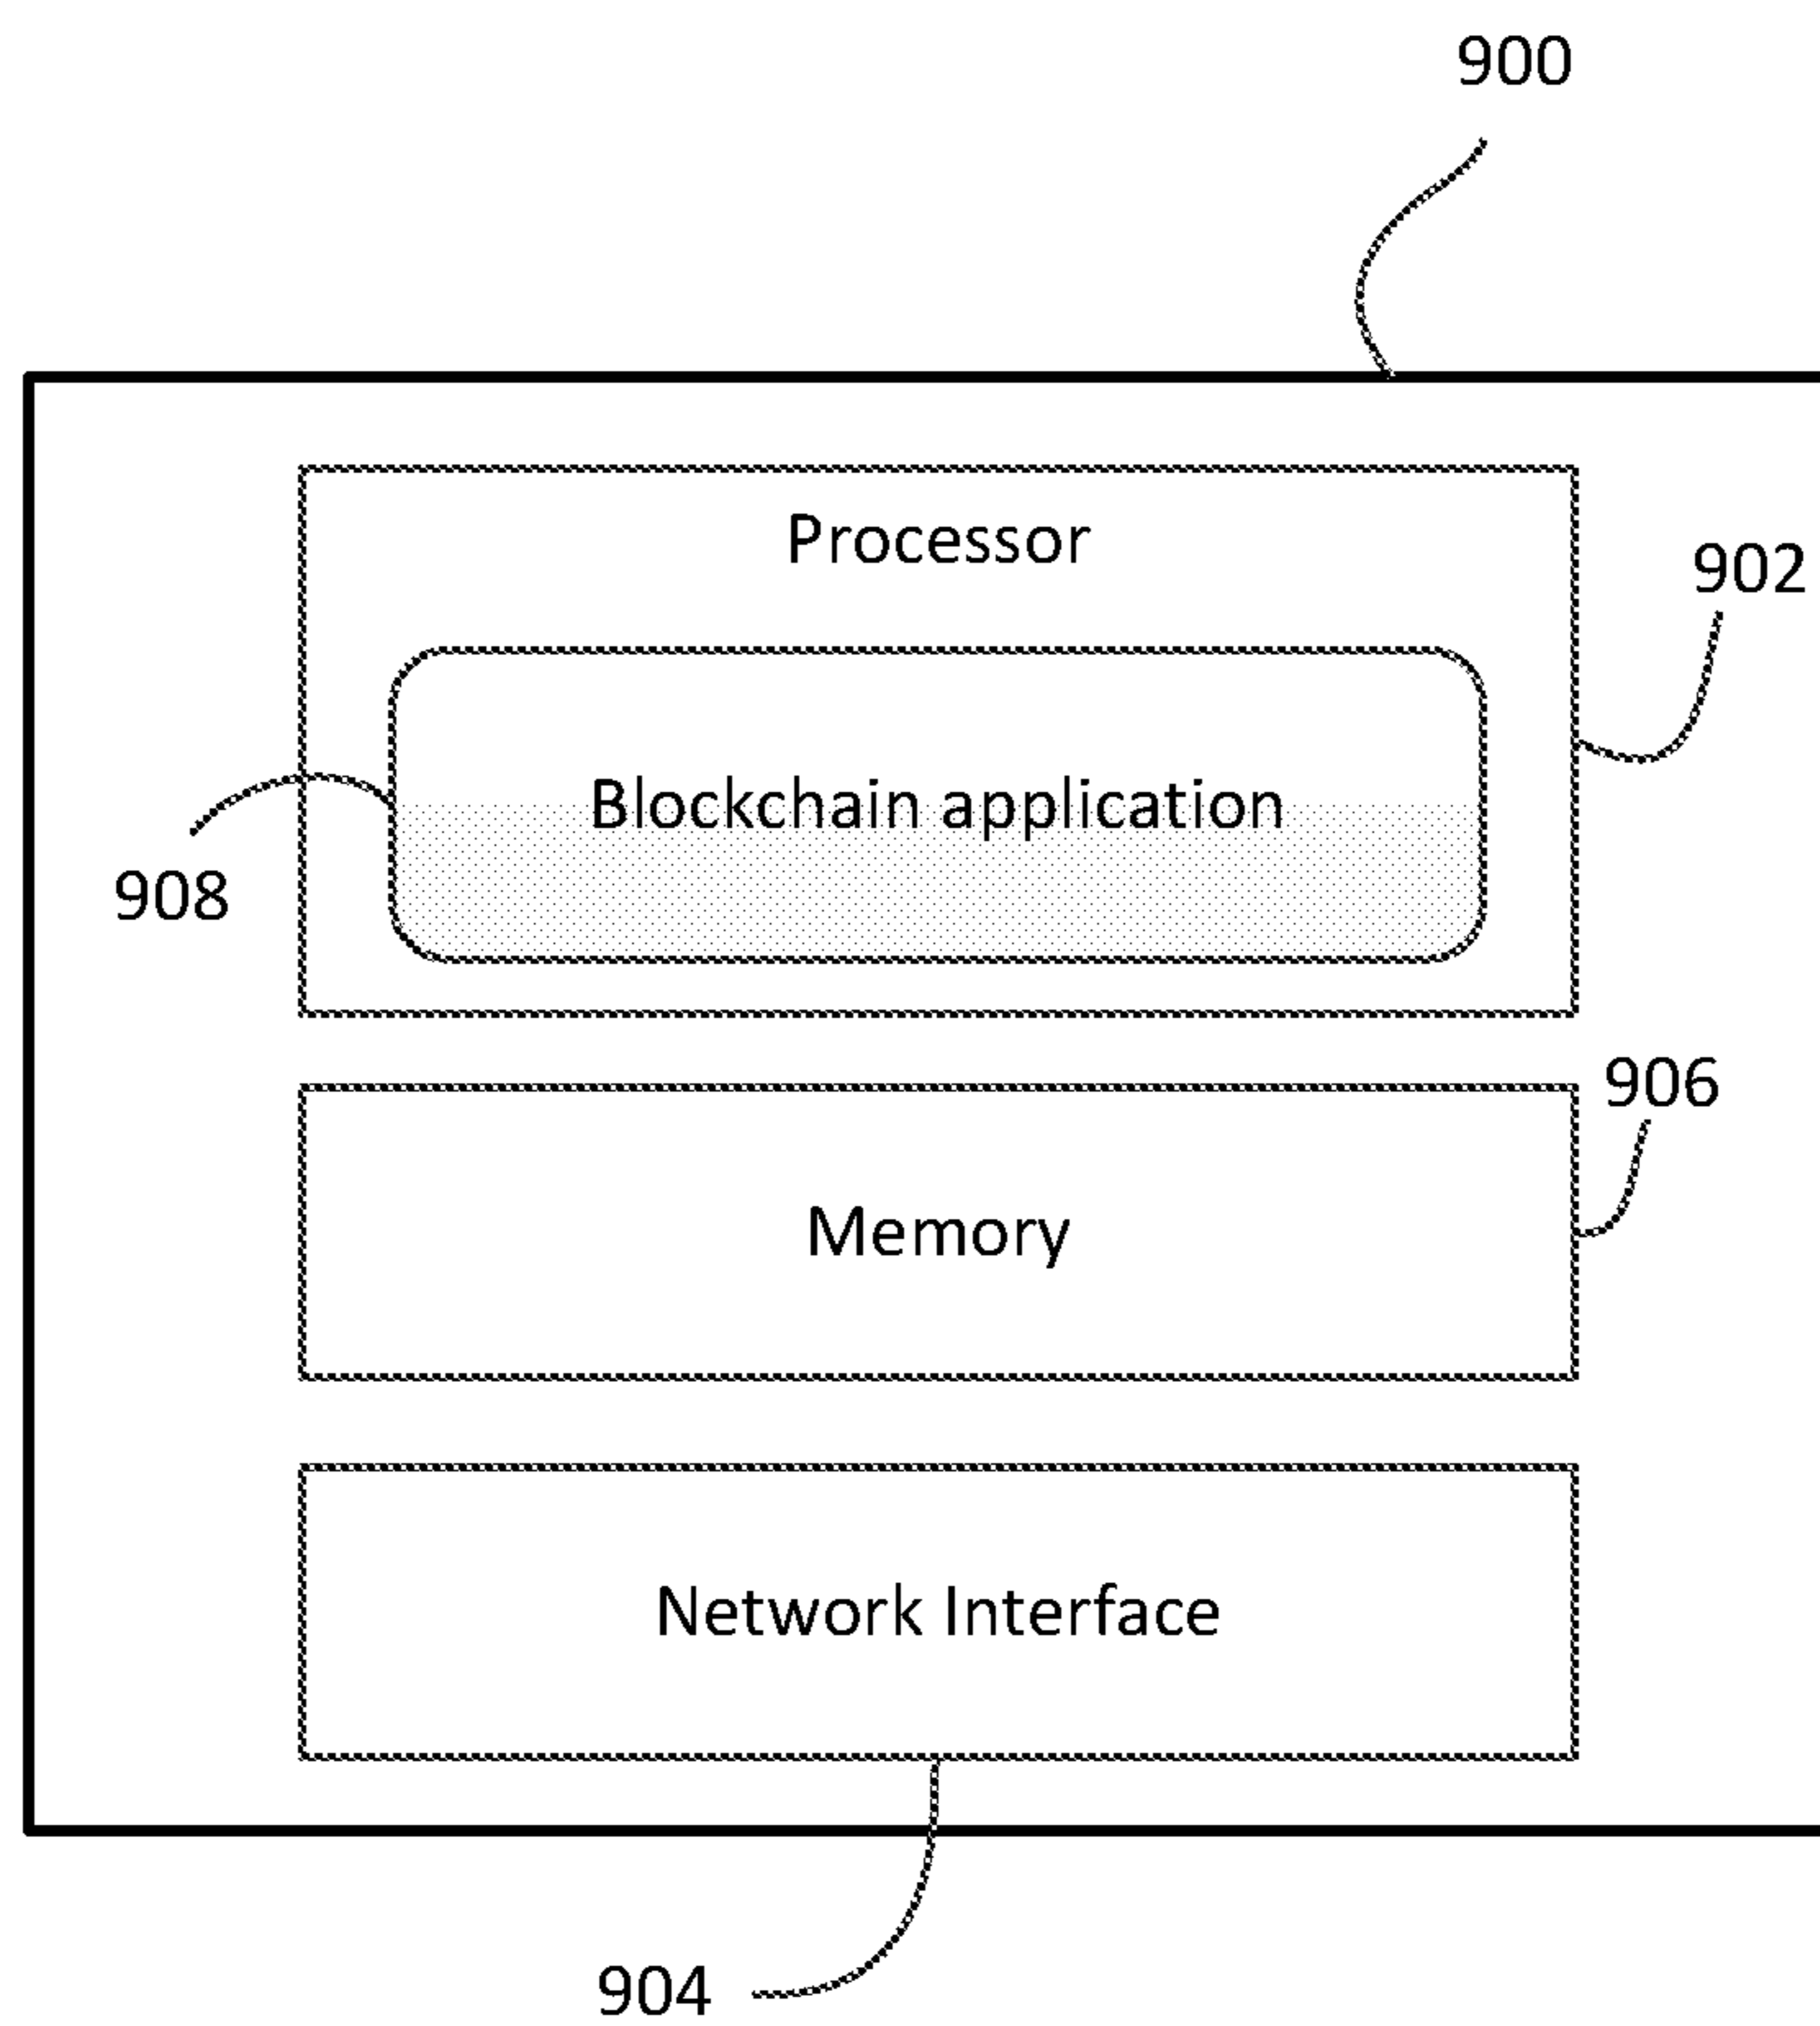 900
Processor
902
Blockchain application
908
906
Memory
Network Interface
904